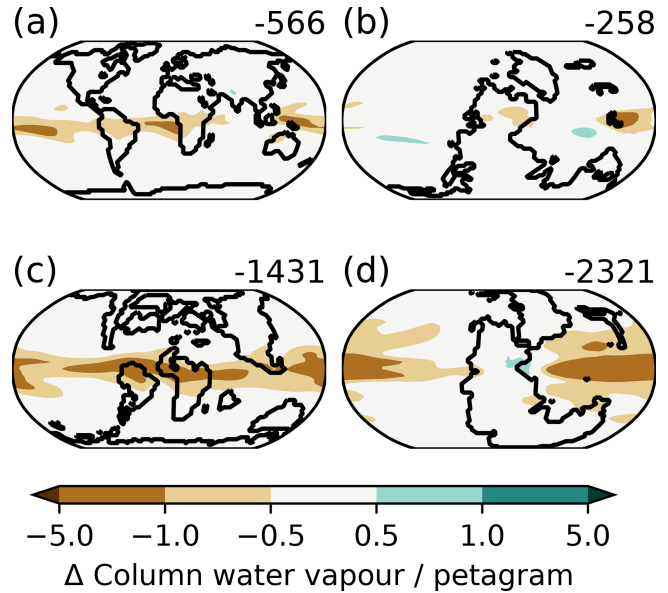 (a) -566
(b) -258
(c) -1431
(d) -2321
−5.0 −1.0 −0.5 0.5 1.0 5.0
Δ Column water vapour / petagram